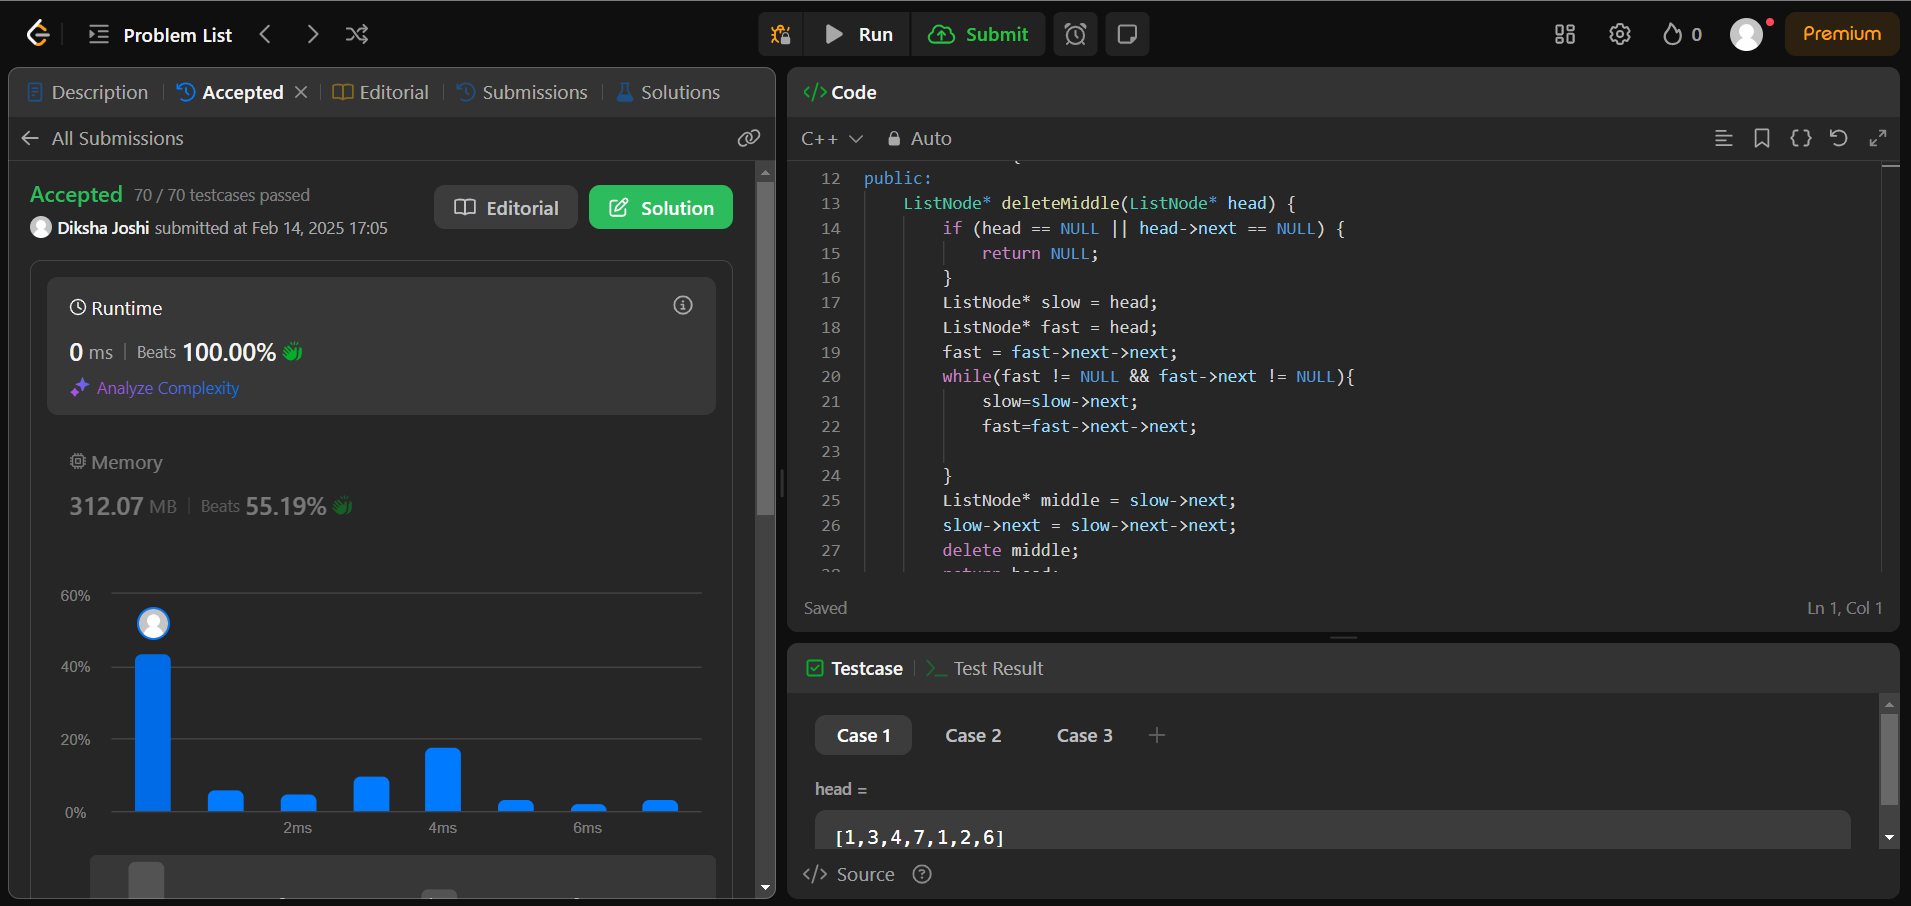 Problem List
Run
Submit
0
Premium
Description
Accepted
Editorial
Submissions
Solutions
All Submissions
Accepted 70 / 70 testcases passed
Diksha Joshi submitted at Feb 14, 2025 17:05
Editorial
Solution
Runtime
0 ms | Beats 100.00%
Analyze Complexity
Memory
312.07 MB | Beats 55.19%
60%
40%
20%
0%
2ms
4ms
6ms
</> Code
C++
Auto
12 public:
13 ListNode* deleteMiddle(ListNode* head) {
14 if (head == NULL || head->next == NULL) {
15 return NULL;
16 }
17 ListNode* slow = head;
18 ListNode* fast = head;
19 fast = fast->next->next;
20 while(fast != NULL && fast->next != NULL){
21 slow=slow->next;
22 fast=fast->next->next;
23
24 }
25 ListNode* middle = slow->next;
26 slow->next = slow->next->next;
27 delete middle;
28 return head;
Saved
Ln 1, Col 1
Testcase
Test Result
Case 1
Case 2
Case 3
head =
[1,3,4,7,1,2,6]
</> Source